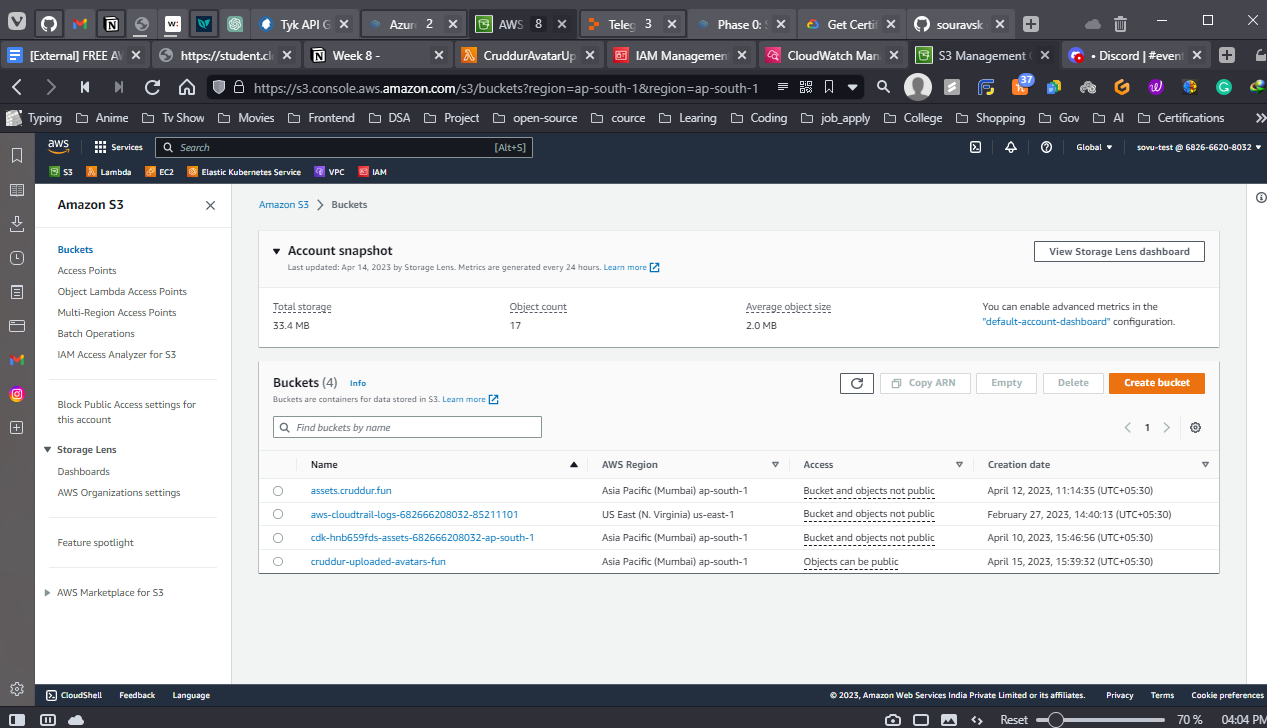 Tyk API G
Azur 2
AWS 8
Teleg 3
Phase 0:
Get Certif
souravsk
[External] FREE AW
https://student.cl
Week 8 -
CruddurAvatarUp
IAM Managemen
CloudWatch Man
S3 Management C
• Discord | #event
https://s3.console.aws.amazon.com/s3/buckets?region=ap-south-1&region=ap-south-1
37
Typing
Anime
Tv Show
Movies
Frontend
DSA
Project
open-source
cource
Learing
Coding
job_apply
College
Shopping
Gov
AI
Certifications
aws
Services
Search
[Alt+S]
Global
sovu-test @ 6826-6620-8032
S3
Lambda
EC2
Elastic Kubernetes Service
VPC
IAM
Amazon S3
Buckets
Access Points
Object Lambda Access Points
Multi-Region Access Points
Batch Operations
IAM Access Analyzer for S3
Block Public Access settings for
this account
Storage Lens
Dashboards
AWS Organizations settings
Feature spotlight
AWS Marketplace for S3
Amazon S3 > Buckets
Account snapshot
Last updated: Apr 14, 2023 by Storage Lens. Metrics are generated every 24 hours. Learn more
View Storage Lens dashboard
Total storage
33.4 MB
Object count
17
Average object size
2.0 MB
You can enable advanced metrics in the
"default-account-dashboard" configuration.
Buckets (4) Info
Buckets are containers for data stored in S3. Learn more
Copy ARN
Empty
Delete
Create bucket
Find buckets by name
1
Name AWS Region Access Creation date
assets.cruddur.fun Asia Pacific (Mumbai) ap-south-1 Bucket and objects not public April 12, 2023, 11:14:35 (UTC+05:30)
aws-cloudtrail-logs-682666208032-85211101 US East (N. Virginia) us-east-1 Bucket and objects not public February 27, 2023, 14:40:13 (UTC+05:30)
cdk-hnb659fds-assets-682666208032-ap-south-1 Asia Pacific (Mumbai) ap-south-1 Bucket and objects not public April 10, 2023, 15:46:56 (UTC+05:30)
cruddur-uploaded-avatars-fun Asia Pacific (Mumbai) ap-south-1 Objects can be public April 15, 2023, 15:39:32 (UTC+05:30)
CloudShell
Feedback
Language
© 2023, Amazon Web Services India Private Limited or its affiliates.
Privacy
Terms
Cookie preferences
Reset
70 %
04:04 PM